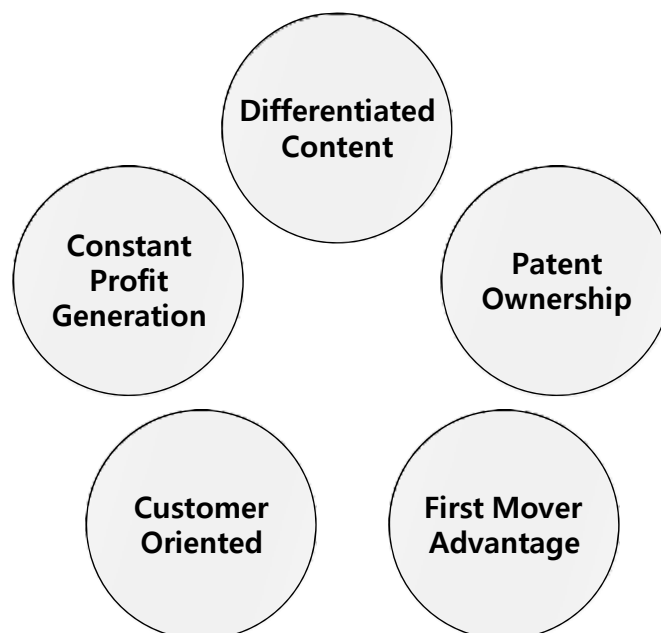 Differentiated
Content
Constant
Profit
Generation
Patent
Ownership
Customer
Oriented
First Mover
Advantage